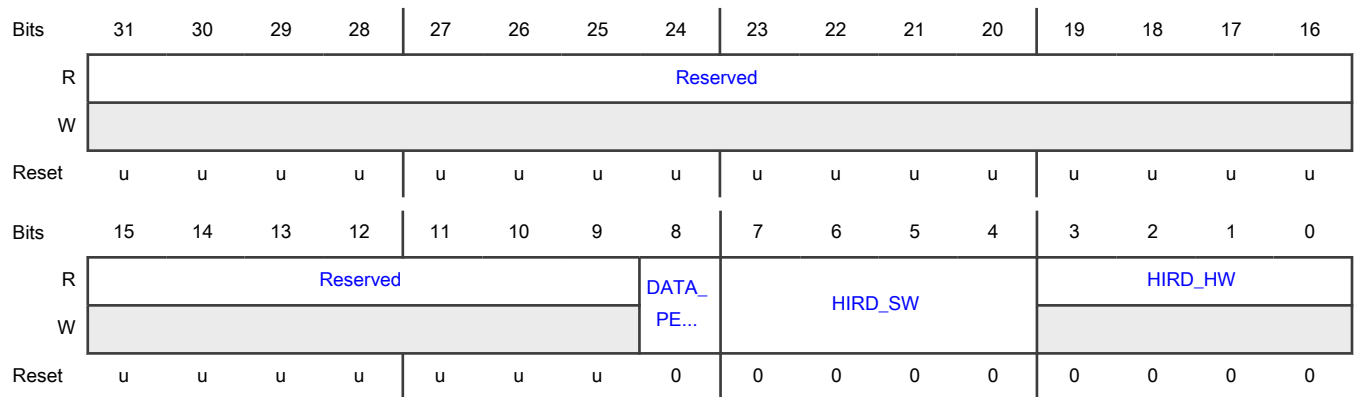 Bits 31 30 29 28 27 26 25 24 23 22 21 20 19 18 17 16
R Reserved
W
Reset u u u u u u u u u u u u u u u u
Bits 15 14 13 12 11 10 9 8 7 6 5 4 3 2 1 0
R Reserved DATA_ PE... HIRD_SW HIRD_HW
W
Reset u u u u u u u 0 0 0 0 0 0 0 0 0